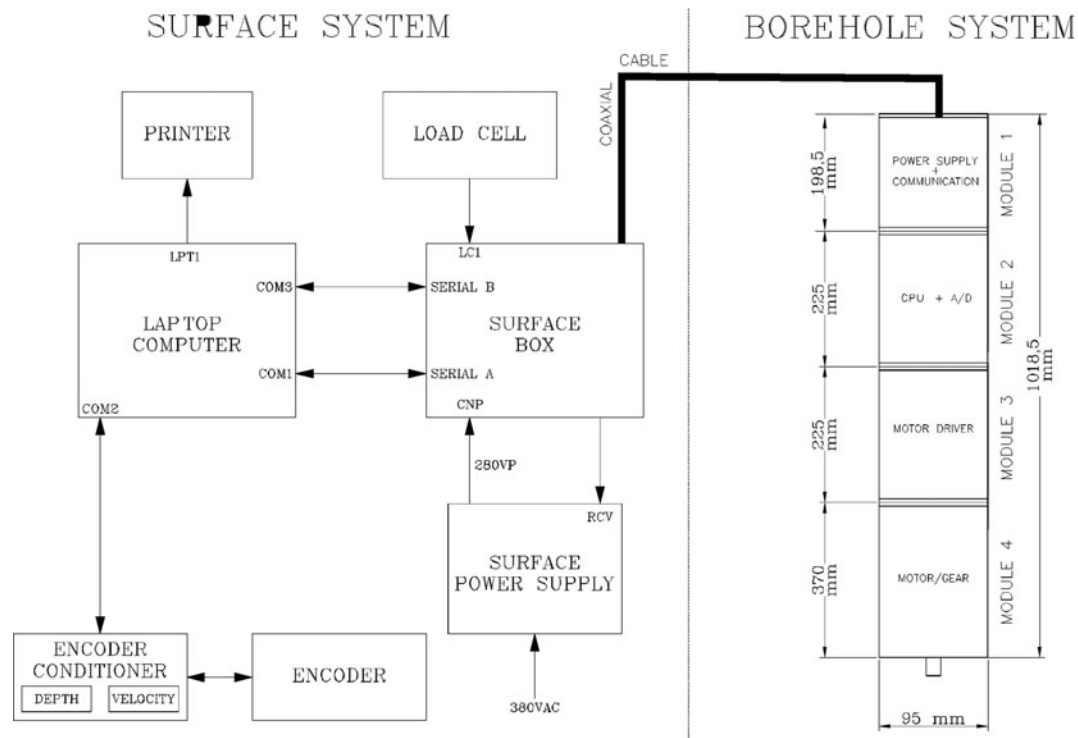 SURFACE SYSTEM
BOREHOLE SYSTEM
CABLE
COAXIAL
PRINTER
LOAD CELL
LPT1
LC1
COM3
SERIAL B
LAPTOP
COMPUTER
SURFACE
BOX
COM1
SERIAL A
COM2
CNP
280VP
RCV
SURFACE
POWER SUPPLY
380VAC
ENCODER
CONDITIONER
DEPTH
VELOCITY
ENCODER
198,5
mm
POWER SUPPLY
+
COMMUNICATION
MODULE 1
225
mm
CPU + A/D
MODULE 2
1018,5
mm
225
mm
MOTOR DRIVER
MODULE 3
370
mm
MOTOR/GEAR
MODULE 4
95 mm